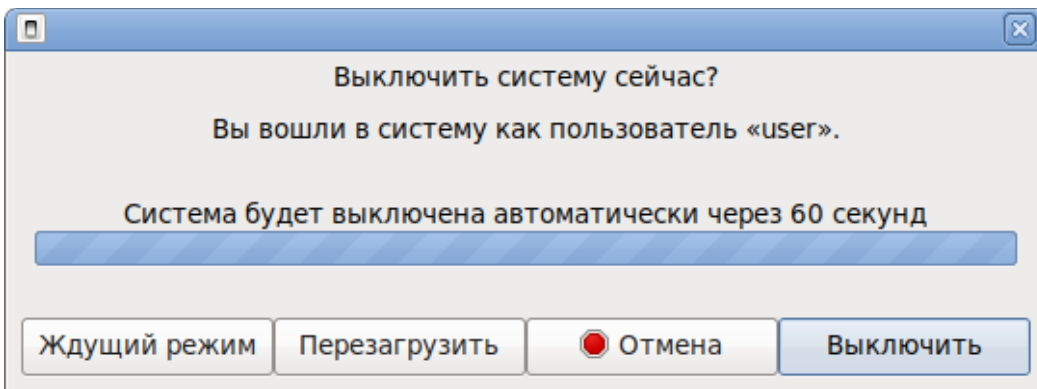 Выключить систему сейчас?
Вы вошли в систему как пользователь «user».
Система будет выключена автоматически через 60 секунд
Ждущий режим Перезагрузить Отмена Выключить